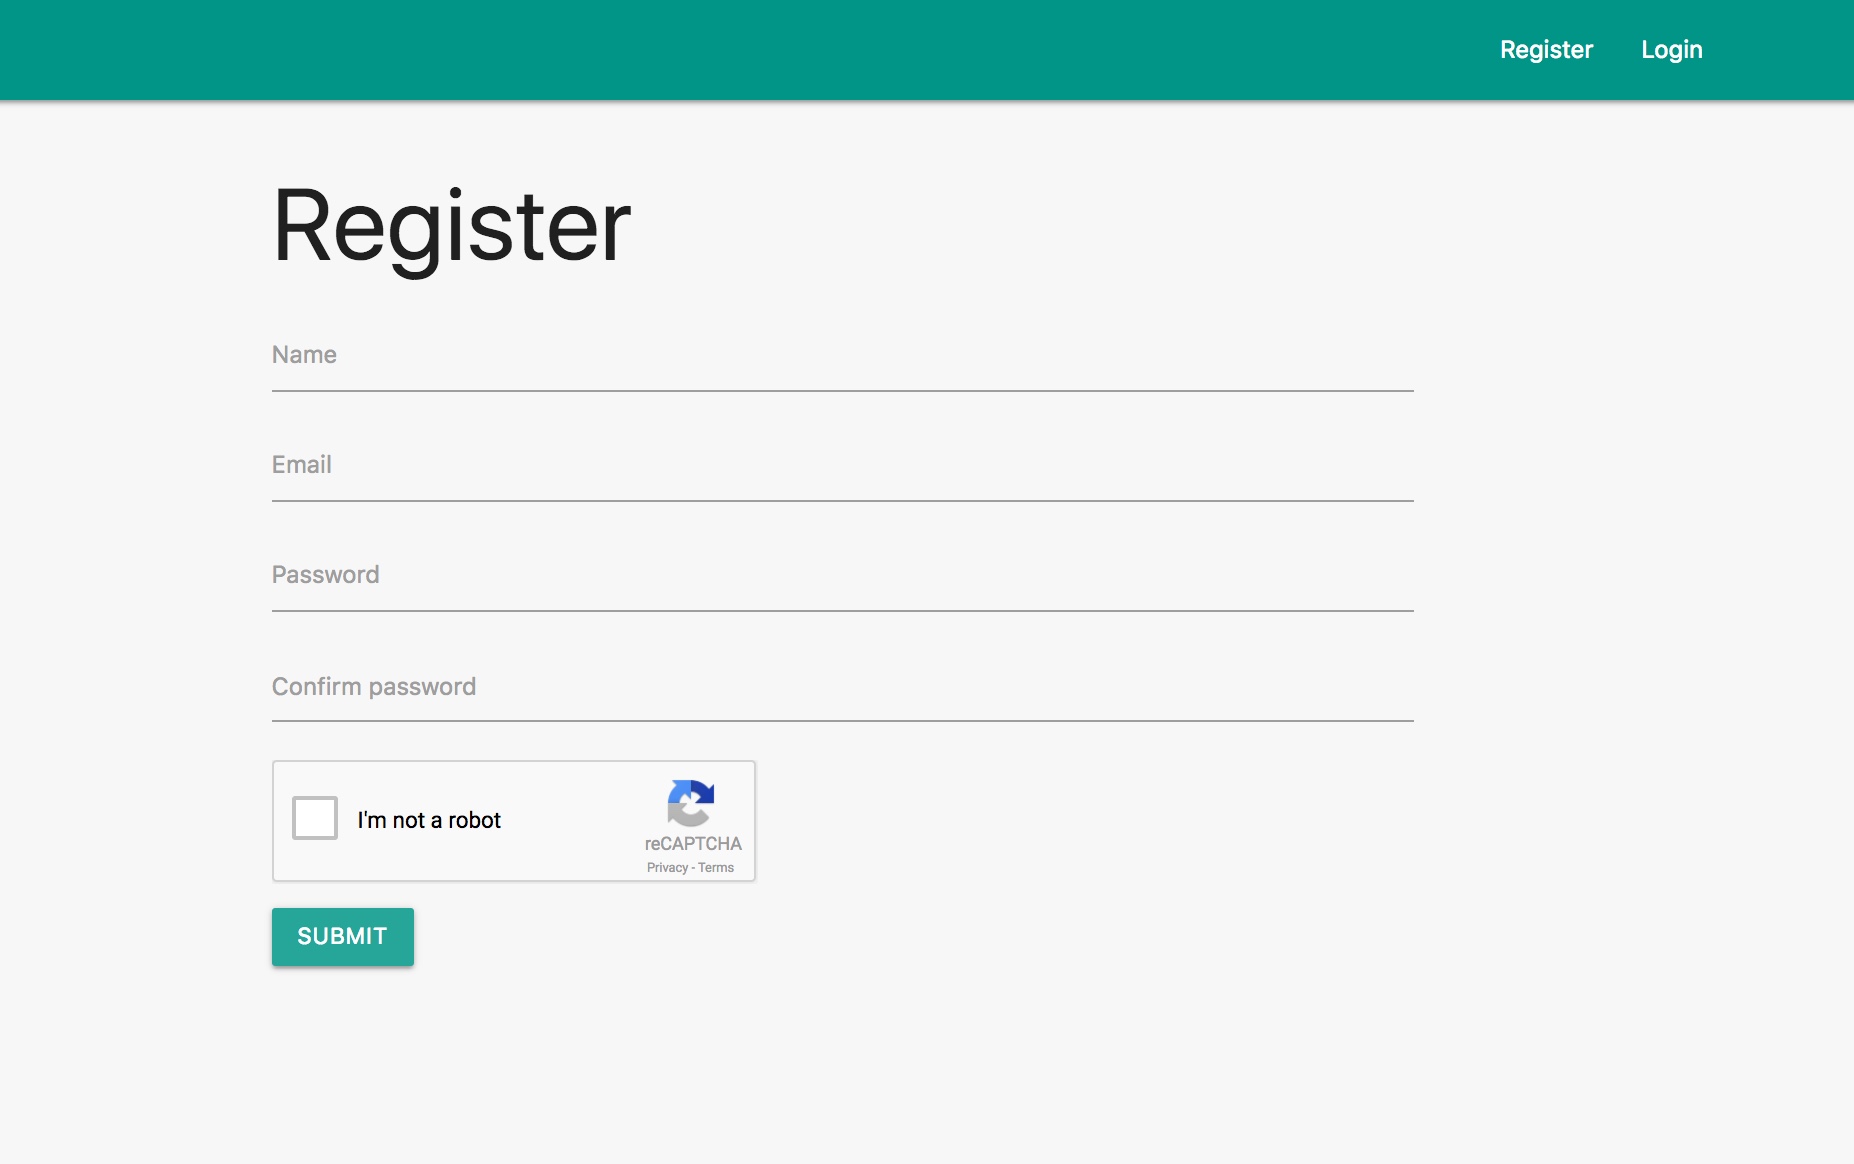 Register Login
Register
Name
Email
Password
Confirm password
I'm not a robot
reCAPTCHA
Privacy - Terms
SUBMIT